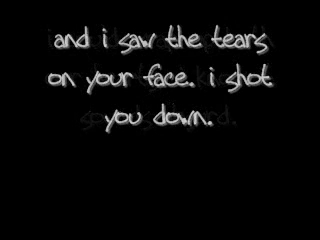 and i saw the tears
on your face. i shot
you down.